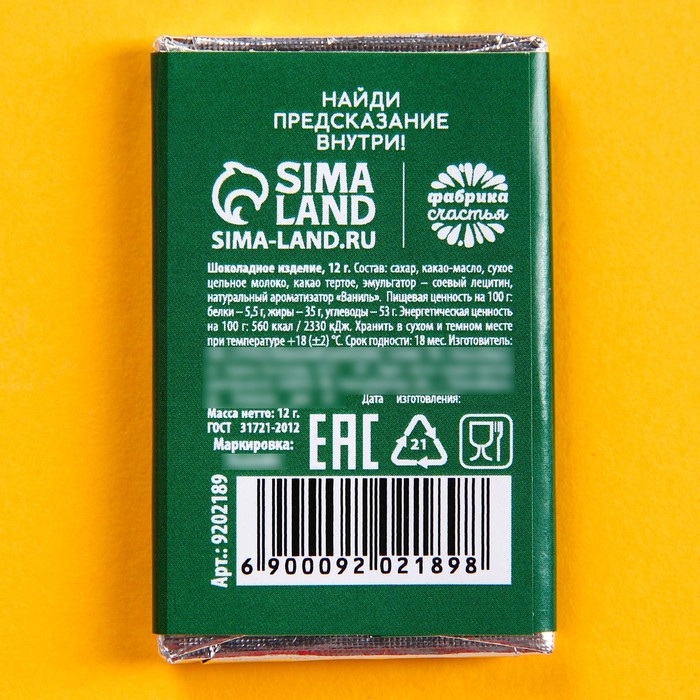 НАЙДИ
ПРЕДСКАЗАНИЕ
ВНУТРИ!
SIMA
LAND
SIMA-LAND.RU
фабрика
счастья
Шоколадное изделие, 12 г. Состав: сахар, какао-масло, сухое
цельное молоко, какао тертое, эмульгатор – соевый лецитин,
натуральный ароматизатор «Ваниль». Пищевая ценность на 100 г:
белки – 5,5 г, жиры – 35 г, углеводы – 53 г. Энергетическая ценность
на 100 г: 560 ккал / 2330 кДж. Хранить в сухом и темном месте
при температуре +18 (±2) °С. Срок годности: 18 мес. Изготовитель:
Дата изготовления:
Масса нетто: 12 г.
ГОСТ 31721-2012
Маркировка:
EAC
21
Арт.: 9202189
6 900092 021898